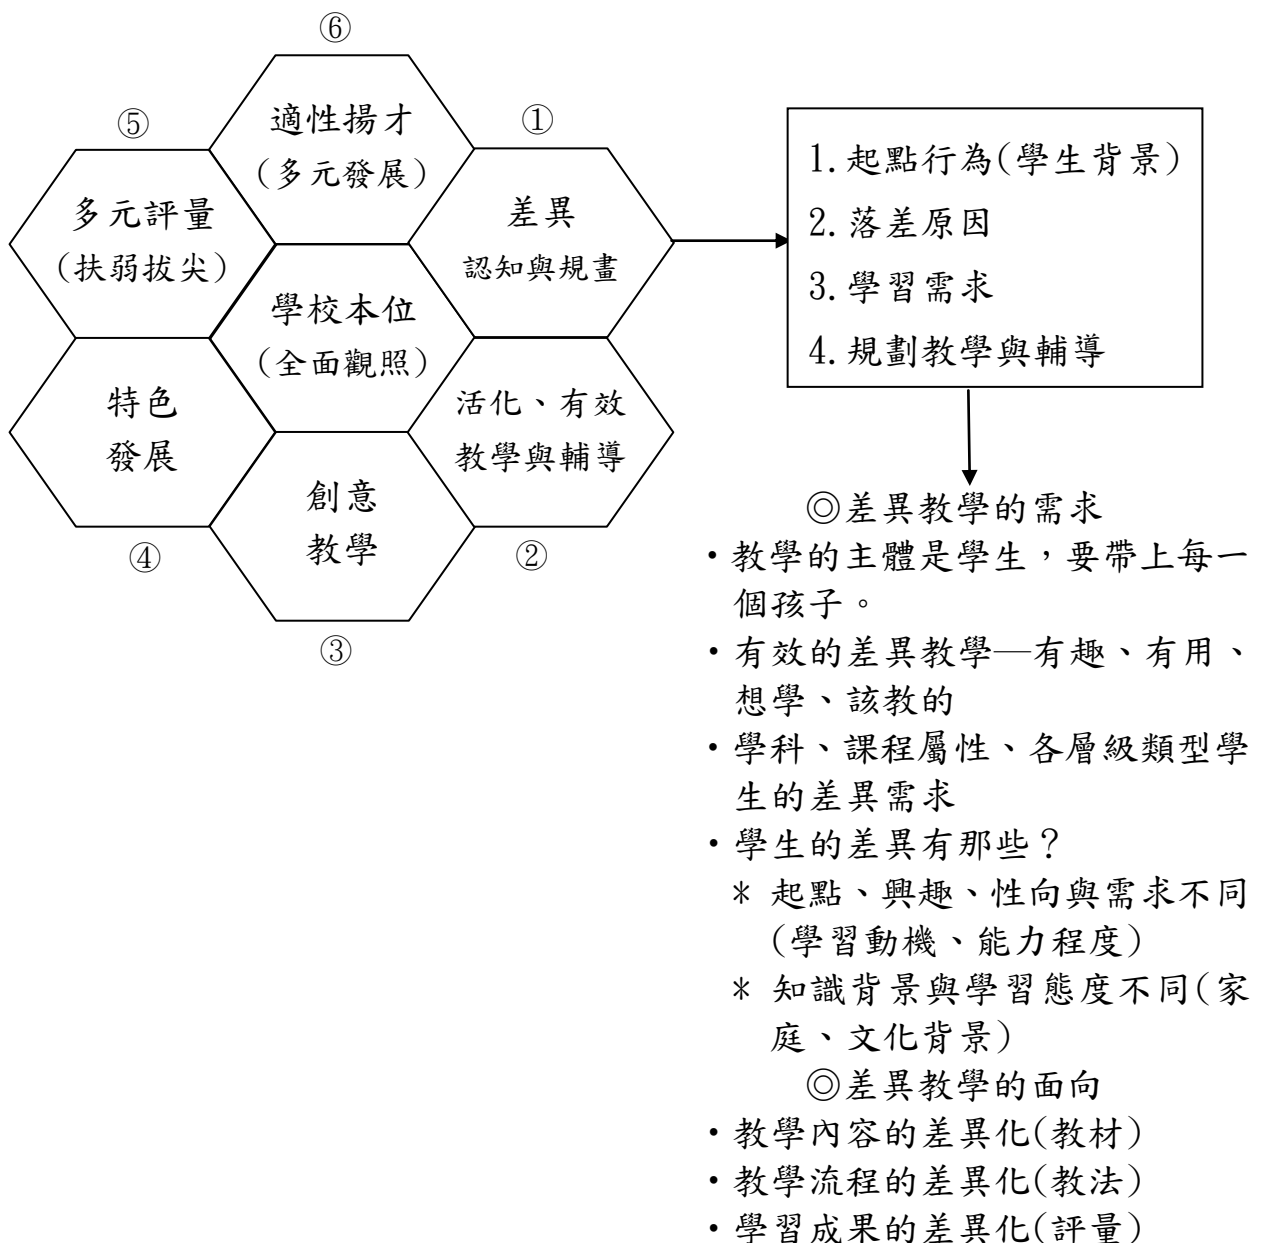 ⑥
適性揚才
(多元發展)
⑤
多元評量
(扶弱拔尖)
①
差異
認知與規畫
學校本位
(全面觀照)
特色
發展
④
活化、有效
教學與輔導
②
創意
教學
③
1.起點行為(學生背景)
2.落差原因
3.學習需求
4.規劃教學與輔導
◎差異教學的需求
・教學的主體是學生，要帶上每一
個孩子。
・有效的差異教學—有趣、有用、
想學、該教的
・學科、課程屬性、各層級類型學
生的差異需求
・學生的差異有那些？
* 起點、興趣、性向與需求不同
(學習動機、能力程度)
* 知識背景與學習態度不同(家
庭、文化背景)
◎差異教學的面向
・教學內容的差異化(教材)
・教學流程的差異化(教法)
・學習成果的差異化(評量)